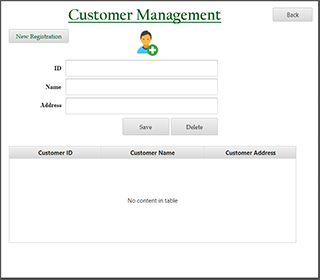 Customer Management
Back
New Registration
ID
Name
Address
Save
Delete
Customer ID
Customer Name
Customer Address
No content in table